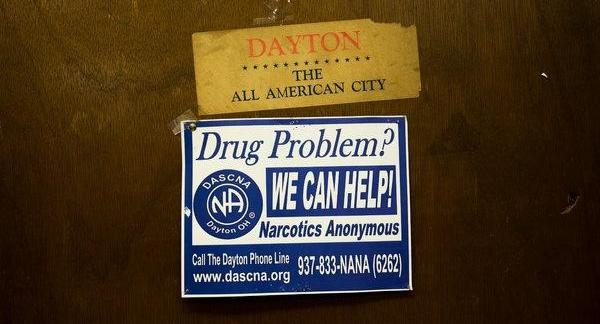 DAYTON
THE
ALL AMERICAN CITY
Drug Problem?
DASCNA
NA
Dayton OH ®
WE CAN HELP!
Narcotics Anonymous
Call The Dayton Phone Line
www.dascna.org
937-833-NANA (6262)